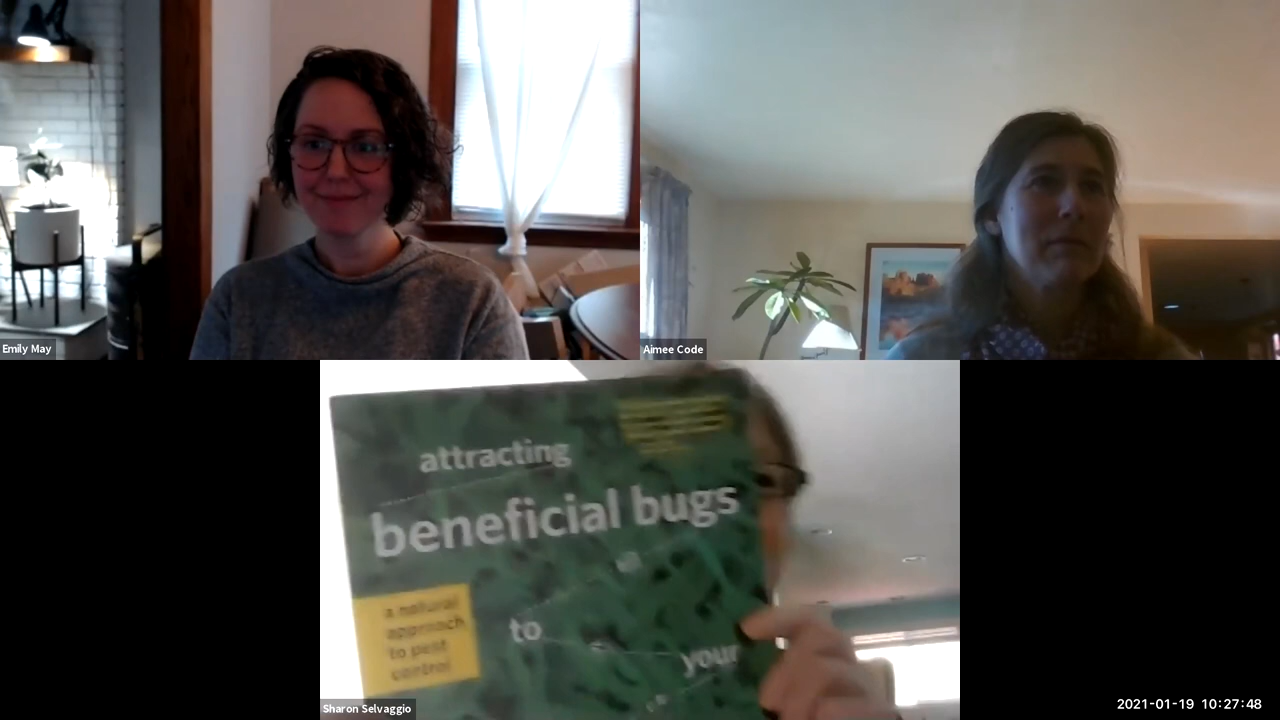 Emily May
Aimee Code
attracting
beneficial bugs
to
your
a natural
approach
to pest
control
Sharon Selvaggio
2021-01-19 10:27:48